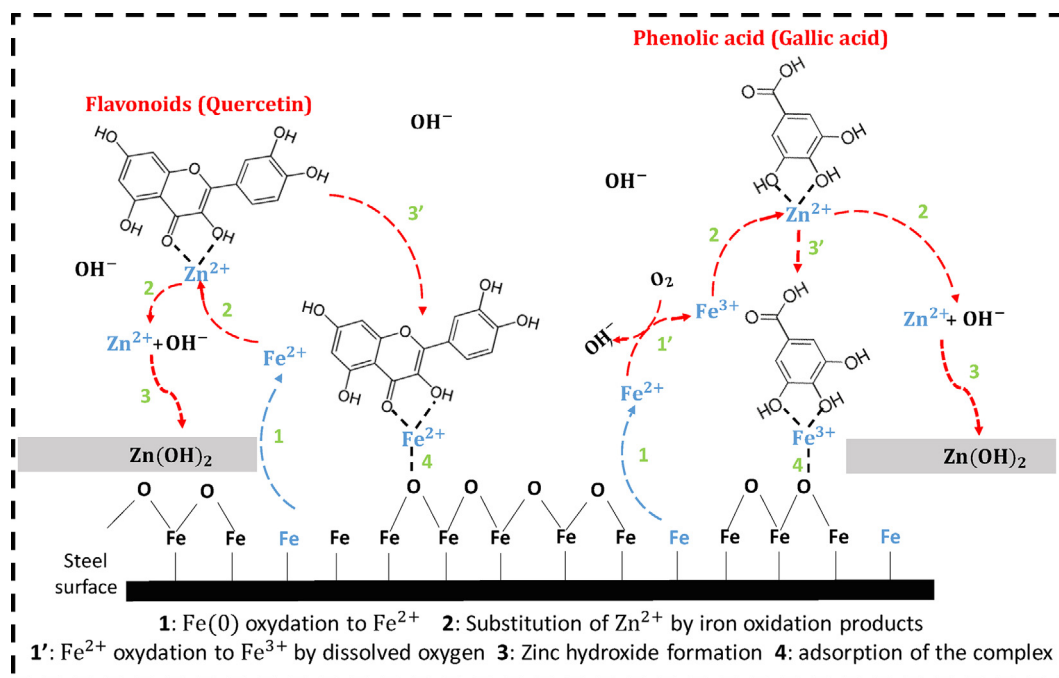 Phenolic acid (Gallic acid)
OH
O
OH
HO
OH
Zn²⁺
2
2
3’
Flavonoids (Quercetin)
OH⁻
OH⁻
OH
HO
O
OH
OH
O
OH
Zn²⁺
OH⁻
2
2
Zn²⁺+OH⁻
3
Fe²⁺
1
Zn(OH)₂
3’
OH
HO
O
OH
OH
O
OH
Fe²⁺
4
O₂
OH⁻
1’
Fe³⁺
Fe²⁺
1
OH
O
OH
HO
OH
Fe³⁺
4
Zn²⁺+ OH⁻
3
Zn(OH)₂
O O O O O O O O
Fe Fe Fe Fe Fe Fe Fe Fe Fe Fe Fe Fe Fe
Steel
surface
1: Fe(0) oxydation to Fe²⁺ 2: Substitution of Zn²⁺ by iron oxidation products
1’: Fe²⁺ oxydation to Fe³⁺ by dissolved oxygen 3: Zinc hydroxide formation 4: adsorption of the complex